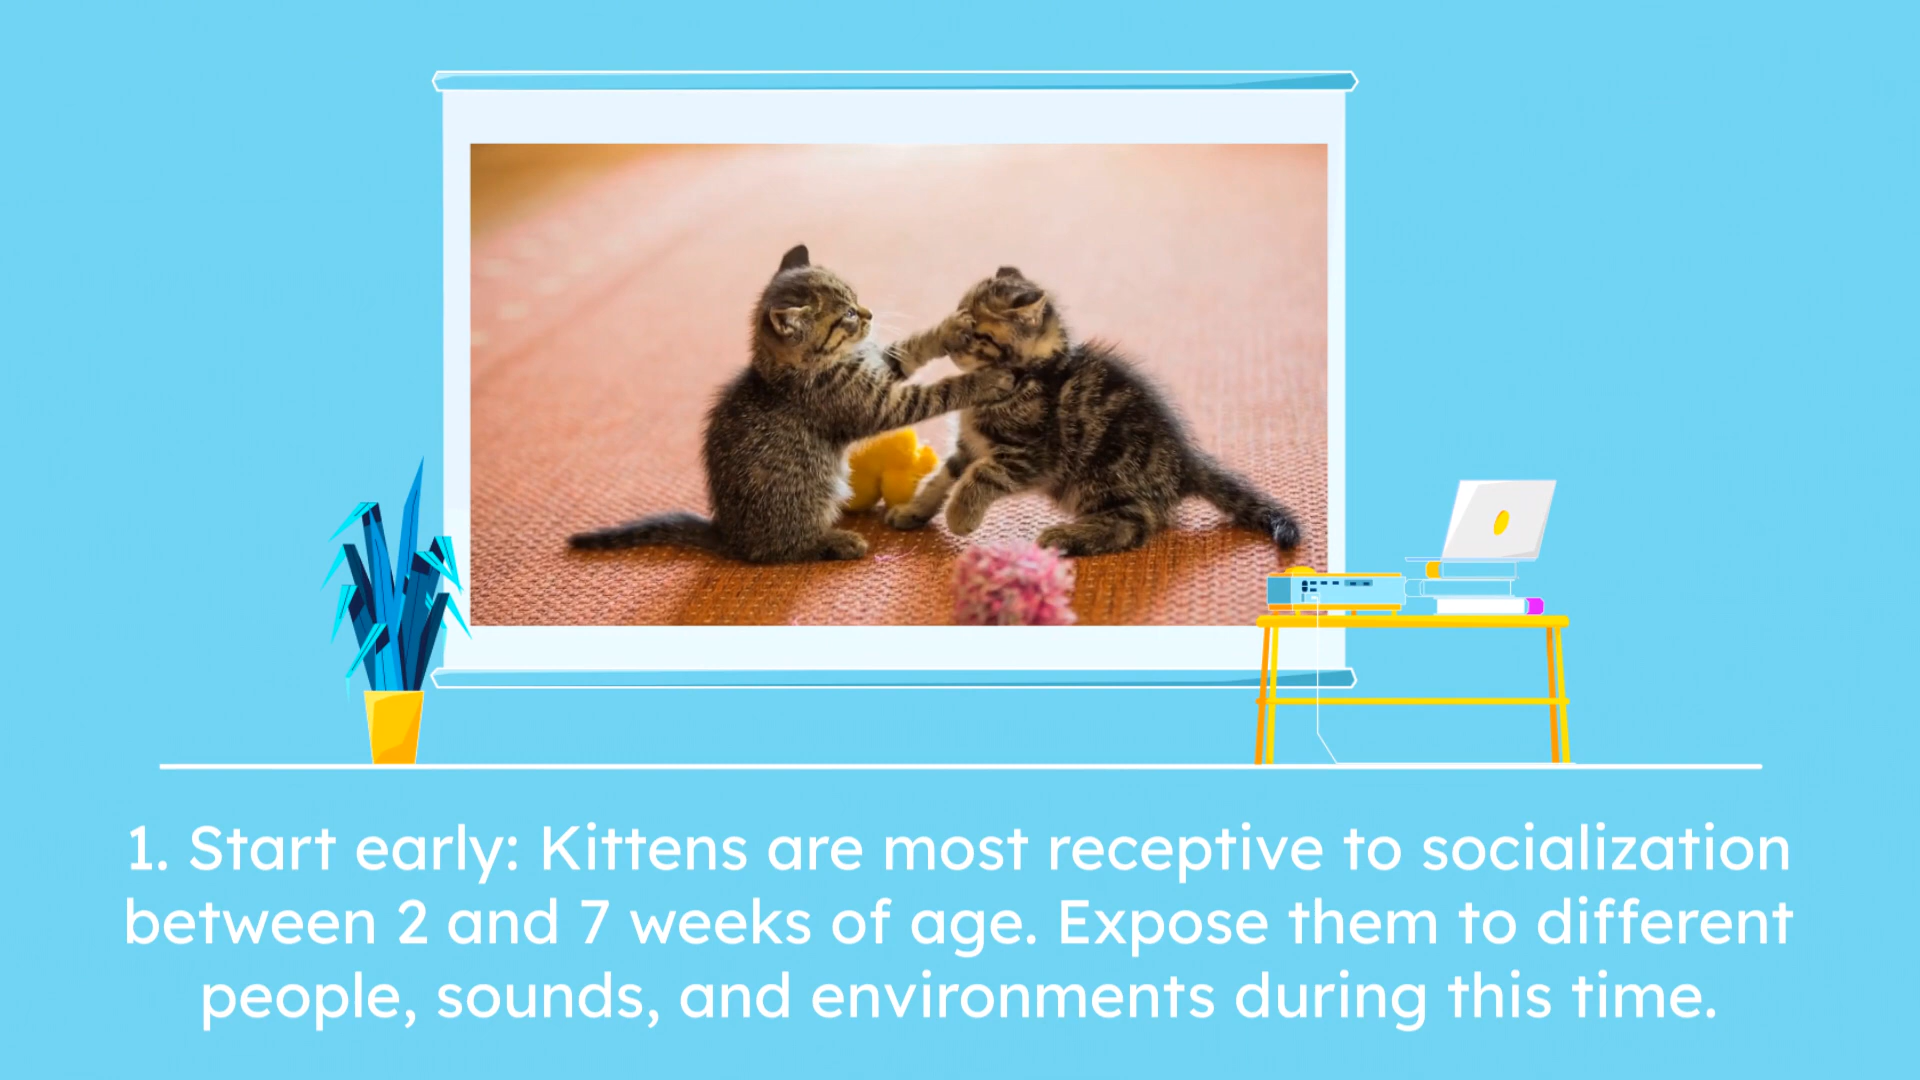 1. Start early: Kittens are most receptive to socialization
between 2 and 7 weeks of age. Expose them to different
people, sounds, and environments during this time.